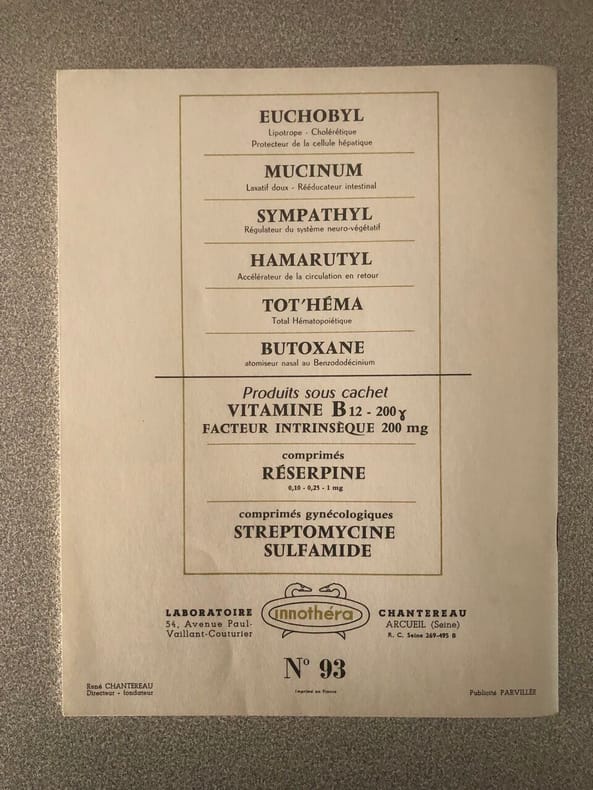 EUCHOBYL
Lipotrope - Cholérétique
Protecteur de la cellule hépatique
MUCINUM
Laxatif doux - Rééducateur intestinal
SYMPATHYL
Régulateur du système neuro-végétatif
HAMARUTYL
Accélérateur de la circulation en retour
TOT'HÉMA
Total Hématopoïétique
BUTOXANE
atomiseur nasal au Benzododécinium
Produits sous cachet
VITAMINE B12 - 200 γ
FACTEUR INTRINSÈQUE 200 mg
comprimés
RÉSERPINE
0,10 - 0,25 - 1 mg
comprimés gynécologiques
STREPTOMYCINE
SULFAMIDE
LABORATOIRE innothéra CHANTEREAU
54, Avenue Paul- ARCUEIL (Seine)
Vaillant-Couturier R. C. Seine 269-495 B
N° 93
Imprimé en France
René CHANTEREAU
Directeur - fondateur
Publicité PARVILLÉE